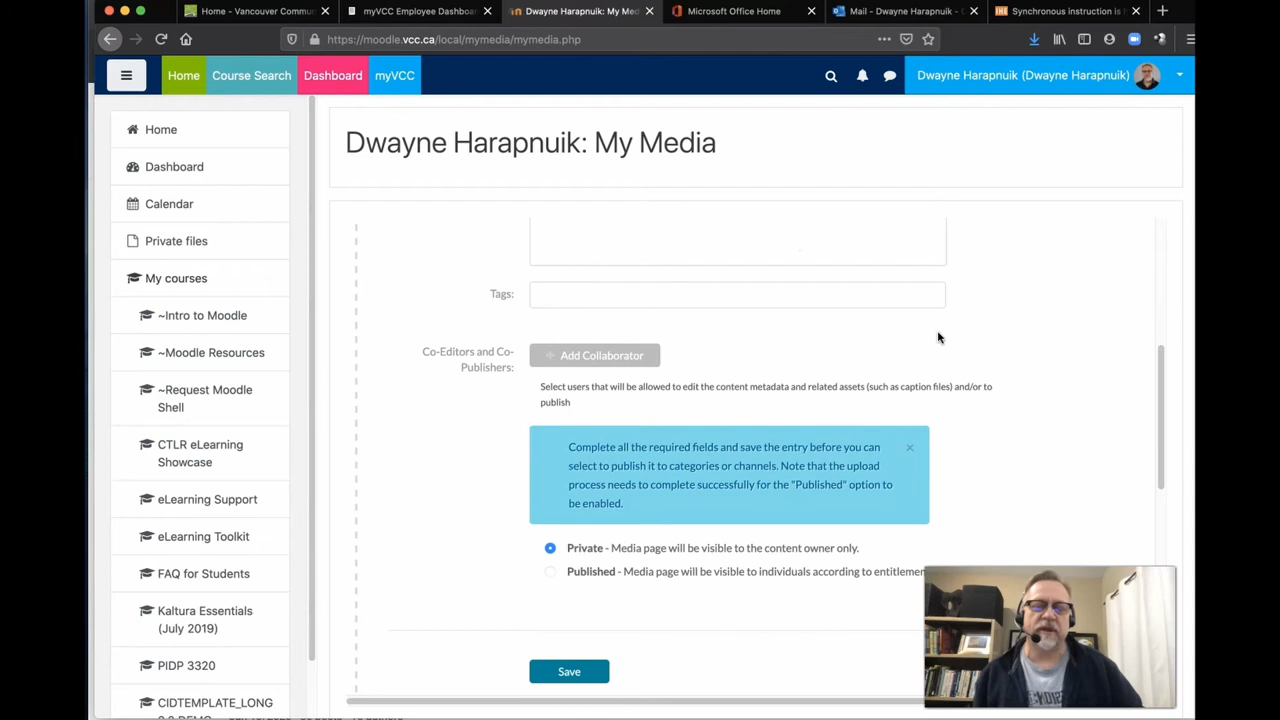 Home - Vancouver Commun
myVCC Employee Dashboa
Dwayne Harapnuik: My Med
Microsoft Office Home
Mail - Dwayne Harapnuik - O
Synchronous instruction is h
https://moodle.vcc.ca/local/mymedia/mymedia.php
Home
Course Search
Dashboard
myVCC
Dwayne Harapnuik (Dwayne Harapnuik)
Home
Dashboard
Calendar
Private files
My courses
~Intro to Moodle
~Moodle Resources
~Request Moodle
Shell
CTLR eLearning
Showcase
eLearning Support
eLearning Toolkit
FAQ for Students
Kaltura Essentials
(July 2019)
PIDP 3320
CIDTEMPLATE_LONG
Dwayne Harapnuik: My Media
Tags:
Co-Editors and Co-
Publishers:
+ Add Collaborator
Select users that will be allowed to edit the content metadata and related assets (such as caption files) and/or to
publish
Complete all the required fields and save the entry before you can
select to publish it to categories or channels. Note that the upload
process needs to complete successfully for the "Published" option to
be enabled.
Private - Media page will be visible to the content owner only.
Published - Media page will be visible to individuals according to entitlemen
Save